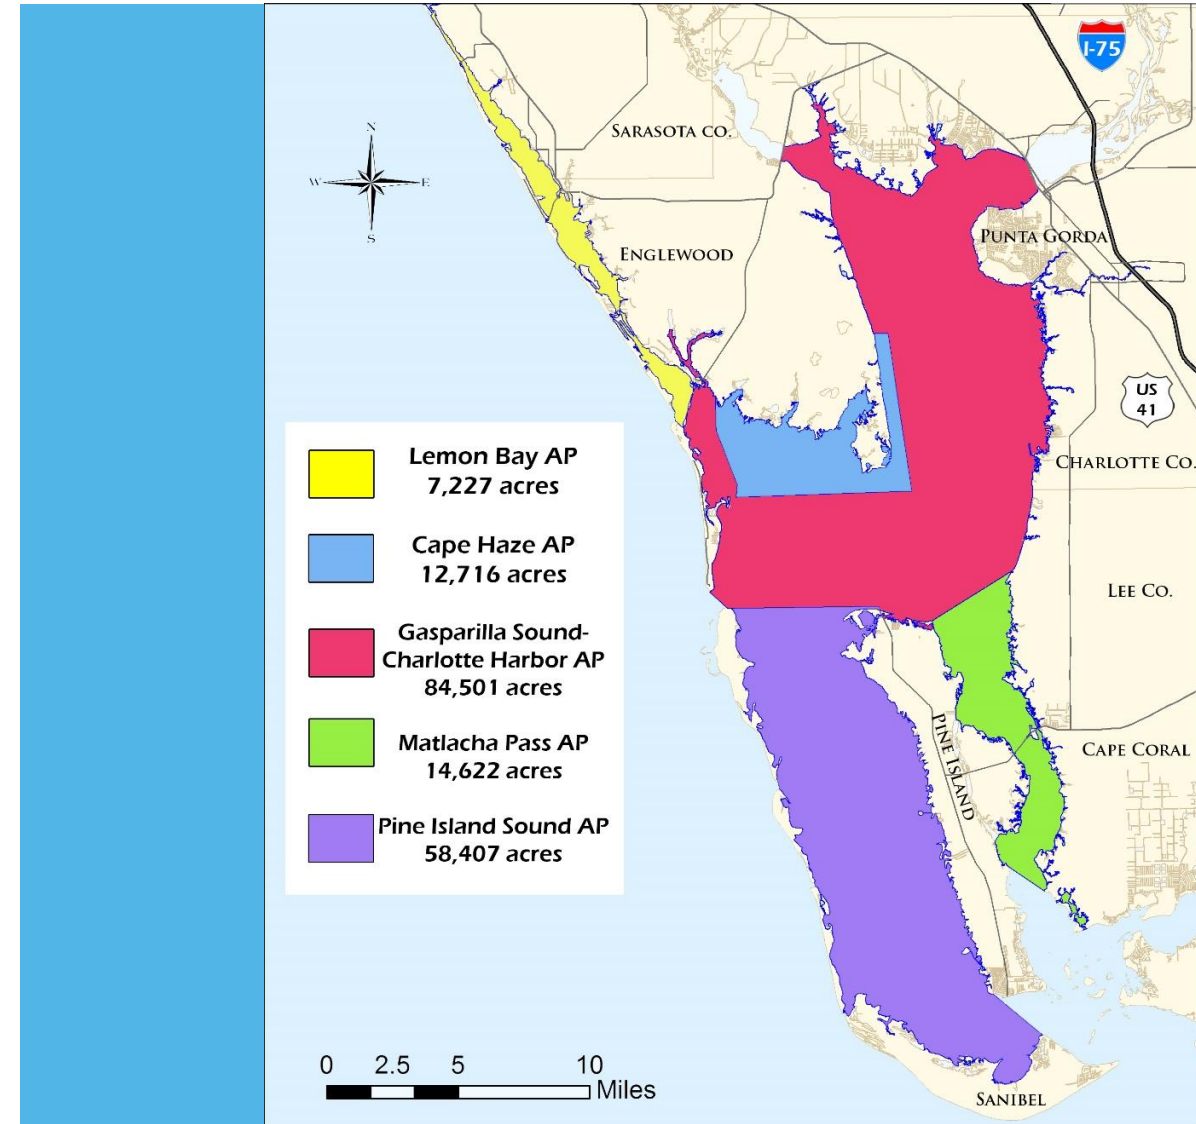 I-75
SARASOTA CO.
N
W E
S
ENGLEWOOD
PUNTA GORDA
US
41
CHARLOTTE CO.
LEE CO.
CAPE CORAL
PINE ISLAND
SANIBEL
Lemon Bay AP
7,227 acres
Cape Haze AP
12,716 acres
Gasparilla Sound-
Charlotte Harbor AP
84,501 acres
Matlacha Pass AP
14,622 acres
Pine Island Sound AP
58,407 acres
0 2.5 5 10
Miles